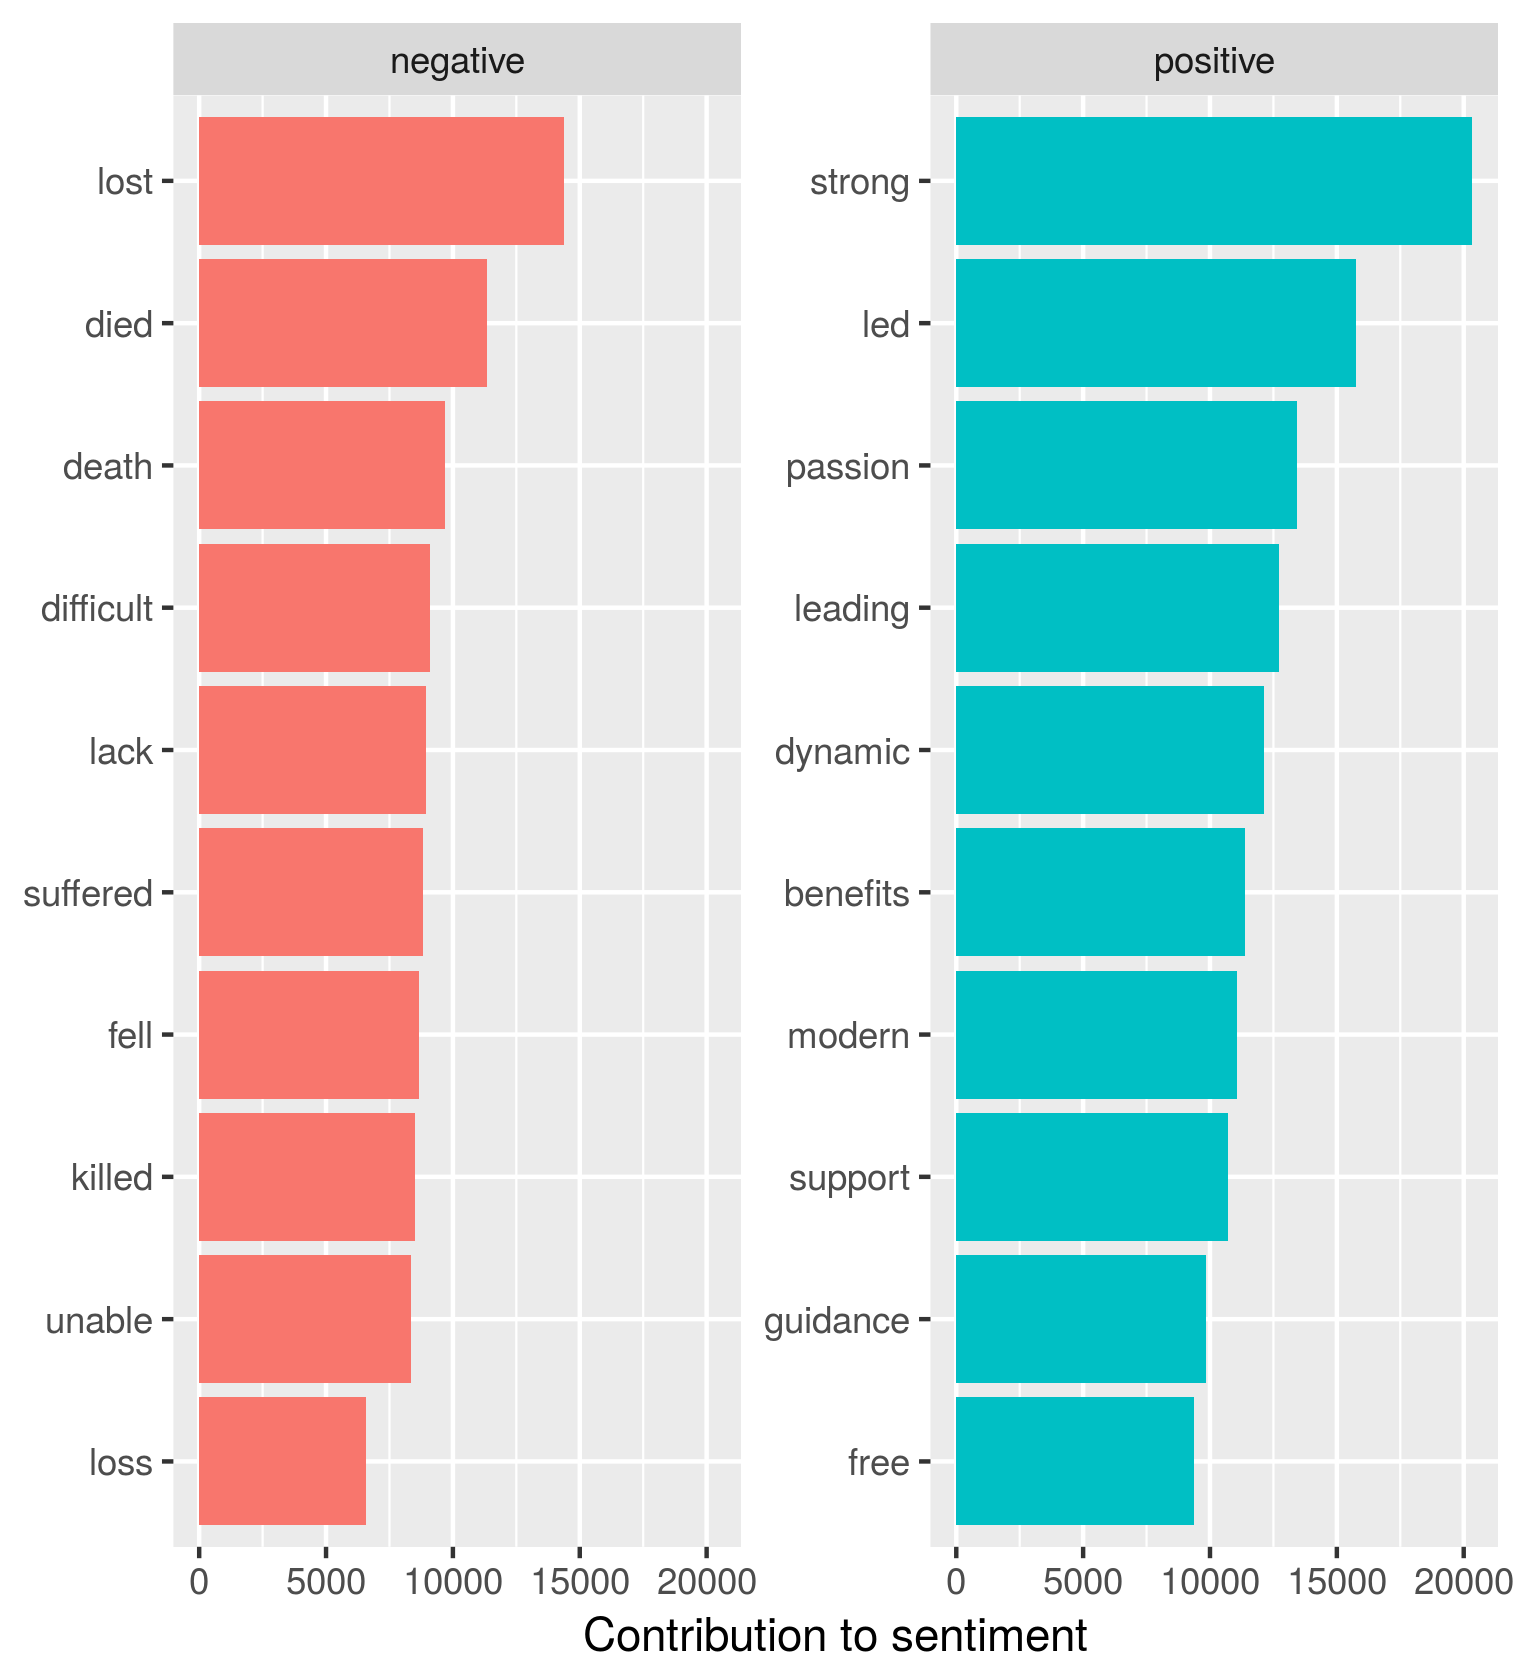 negative
lost
died
death
difficult
lack
suffered
fell
killed
unable
loss
0 5000 10000 15000 20000
positive
strong
led
passion
leading
dynamic
benefits
modern
support
guidance
free
0 5000 10000 15000 20000
Contribution to sentiment